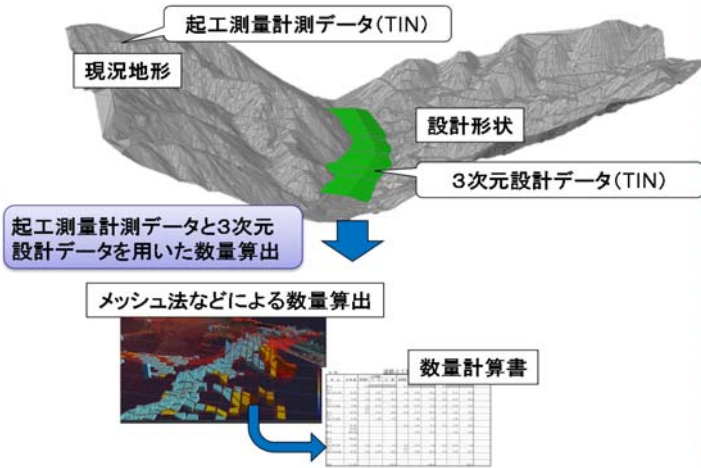 起工測量計測データ(TIN)
現況地形
設計形状
3次元設計データ(TIN)
起工測量計測データと3次元
設計データを用いた数量算出
メッシュ法などによる数量算出
数量計算書